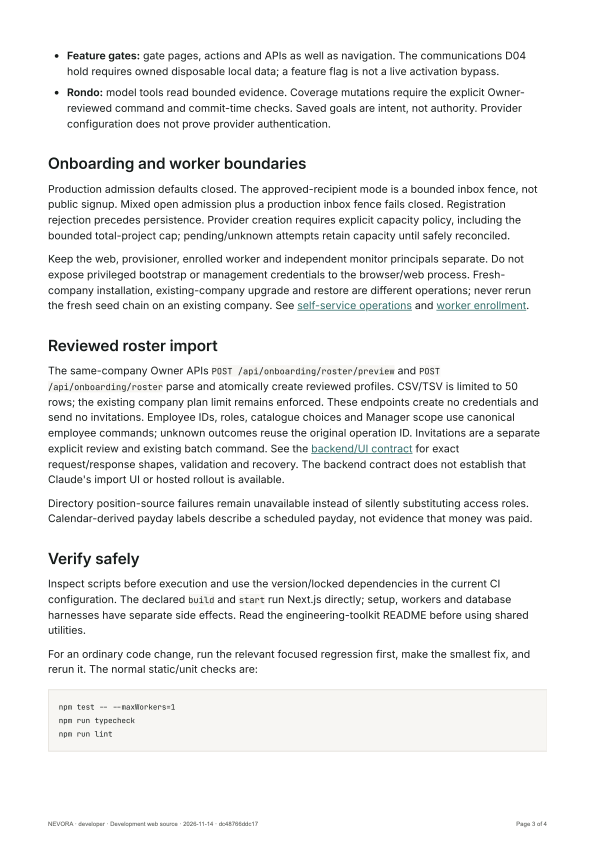 • Feature gates: gate pages, actions and APIs as well as navigation. The communications D04
hold requires owned disposable local data; a feature flag is not a live activation bypass.
• Rondo: model tools read bounded evidence. Coverage mutations require the explicit Owner-
reviewed command and commit-time checks. Saved goals are intent, not authority. Provider
configuration does not prove provider authentication.
Onboarding and worker boundaries
Production admission defaults closed. The approved-recipient mode is a bounded inbox fence, not
public signup. Mixed open admission plus a production inbox fence fails closed. Registration
rejection precedes persistence. Provider creation requires explicit capacity policy, including the
bounded total-project cap; pending/unknown attempts retain capacity until safely reconciled.
Keep the web, provisioner, enrolled worker and independent monitor principals separate. Do not
expose privileged bootstrap or management credentials to the browser/web process. Fresh-
company installation, existing-company upgrade and restore are different operations; never rerun
the fresh seed chain on an existing company. See self-service operations and worker enrollment.
Reviewed roster import
The same-company Owner APIs POST /api/onboarding/roster/preview and POST
/api/onboarding/roster parse and atomically create reviewed profiles. CSV/TSV is limited to 50
rows; the existing company plan limit remains enforced. These endpoints create no credentials and
send no invitations. Employee IDs, roles, catalogue choices and Manager scope use canonical
employee commands; unknown outcomes reuse the original operation ID. Invitations are a separate
explicit review and existing batch command. See the backend/UI contract for exact
request/response shapes, validation and recovery. The backend contract does not establish that
Claude's import UI or hosted rollout is available.
Directory position-source failures remain unavailable instead of silently substituting access roles.
Calendar-derived payday labels describe a scheduled payday, not evidence that money was paid.
Verify safely
Inspect scripts before execution and use the version/locked dependencies in the current CI
configuration. The declared build and start run Next.js directly; setup, workers and database
harnesses have separate side effects. Read the engineering-toolkit README before using shared
utilities.
For an ordinary code change, run the relevant focused regression first, make the smallest fix, and
rerun it. The normal static/unit checks are:
npm test -- --maxWorkers=1
npm run typecheck
npm run lint
NEVORA · developer · Development web source · 2026-11-14 · dc48766ddc17
Page 3 of 4